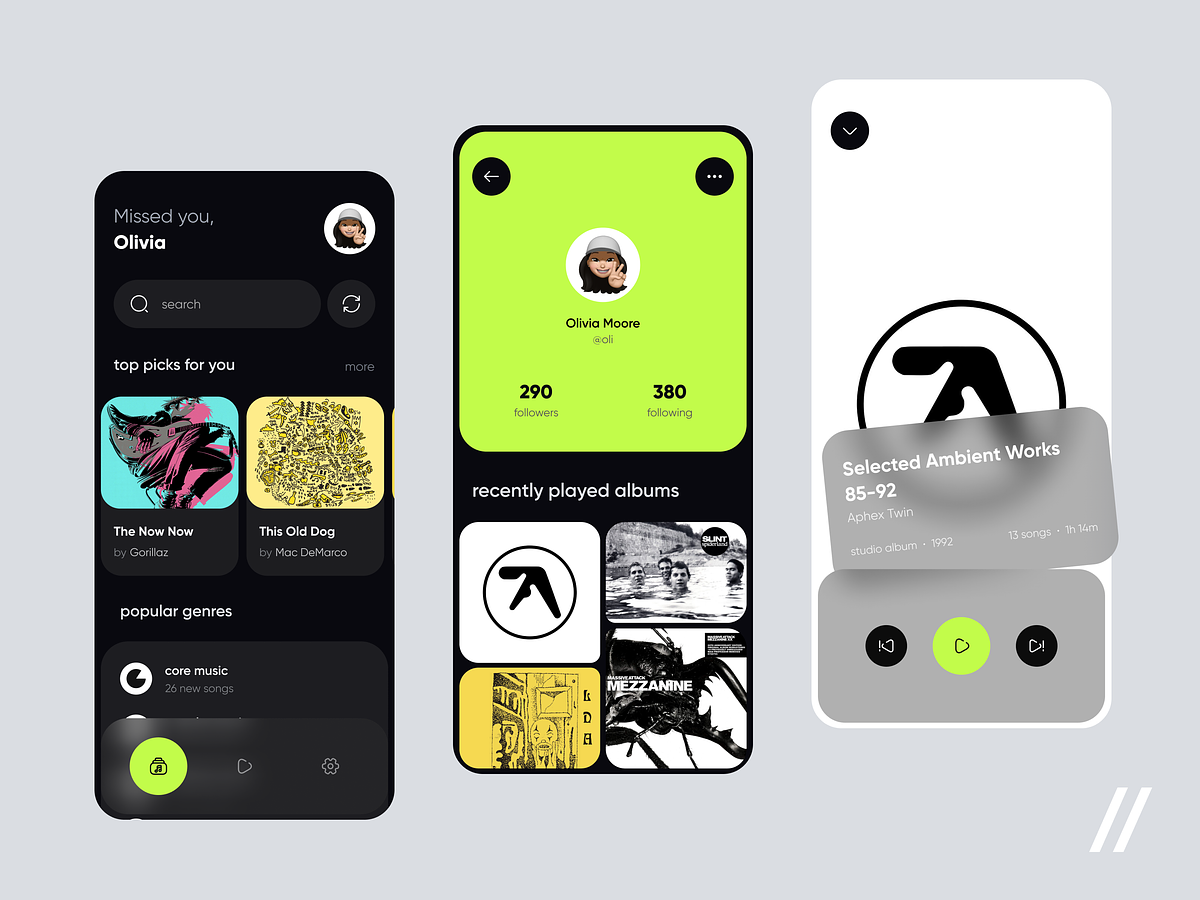 Missed you,
Olivia
search
top picks for you
more
The Now Now
by Gorillaz
This Old Dog
by Mac DeMarco
popular genres
core music
26 new songs
Olivia Moore
@oli
290
followers
380
following
recently played albums
SLINT
spiderland
MASSIVE ATTACK
MEZZANINE
MASSIVE ATTACK
L
D
A
Selected Ambient Works
85-92
Aphex Twin
studio album • 1992
13 songs • 1h 14m